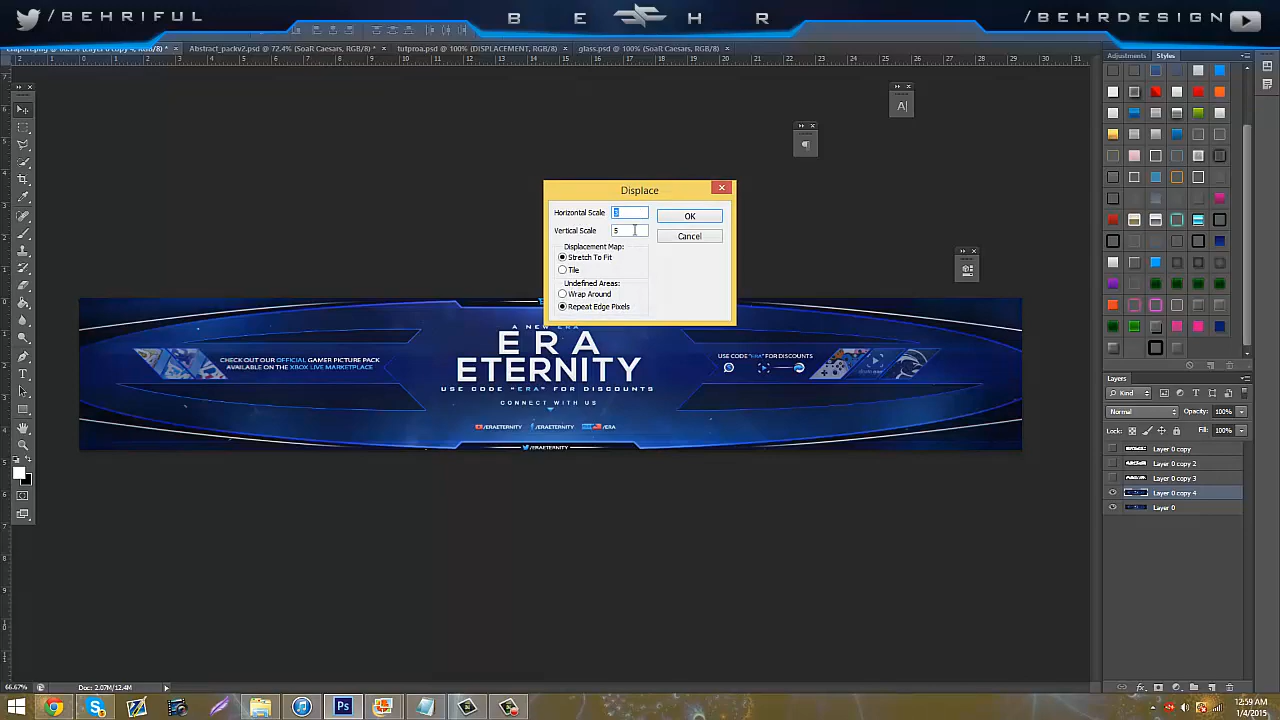 /BEHRIFUL
B E H R
/BEHRDESIGN
Abstract_packv2.psd @ 72.4% (SoaR Caesars, RGB/8) *
tutproa.psd @ 100% (DISPLACEMENT, RGB/8)
glass.psd @ 100% (SoaR Caesars, RGB/8)
Adjustments
Styles
Displace
Horizontal Scale
OK
Vertical Scale
5
Cancel
Displacement Map:
Stretch To Fit
Tile
Undefined Areas:
Wrap Around
Repeat Edge Pixels
A NEW ERA
ERA
ETERNITY
USE CODE "ERA" FOR DISCOUNTS
CONNECT WITH US
/ERAETERNITY
/ERAETERNITY
/ERA
/ERAETERNITY
CHECK OUT OUR OFFICIAL GAMER PICTURE PACK
AVAILABLE ON THE XBOX LIVE MARKETPLACE
USE CODE "ERA" FOR DISCOUNTS
Layers
Kind
Normal
Opacity: 100%
Lock:
Fill: 100%
Layer 0 copy
Layer 0 copy 2
Layer 0 copy 3
Layer 0 copy 4
Layer 0
66.67%
Doc: 2.07M/12.4M
12:59 AM
1/4/2015